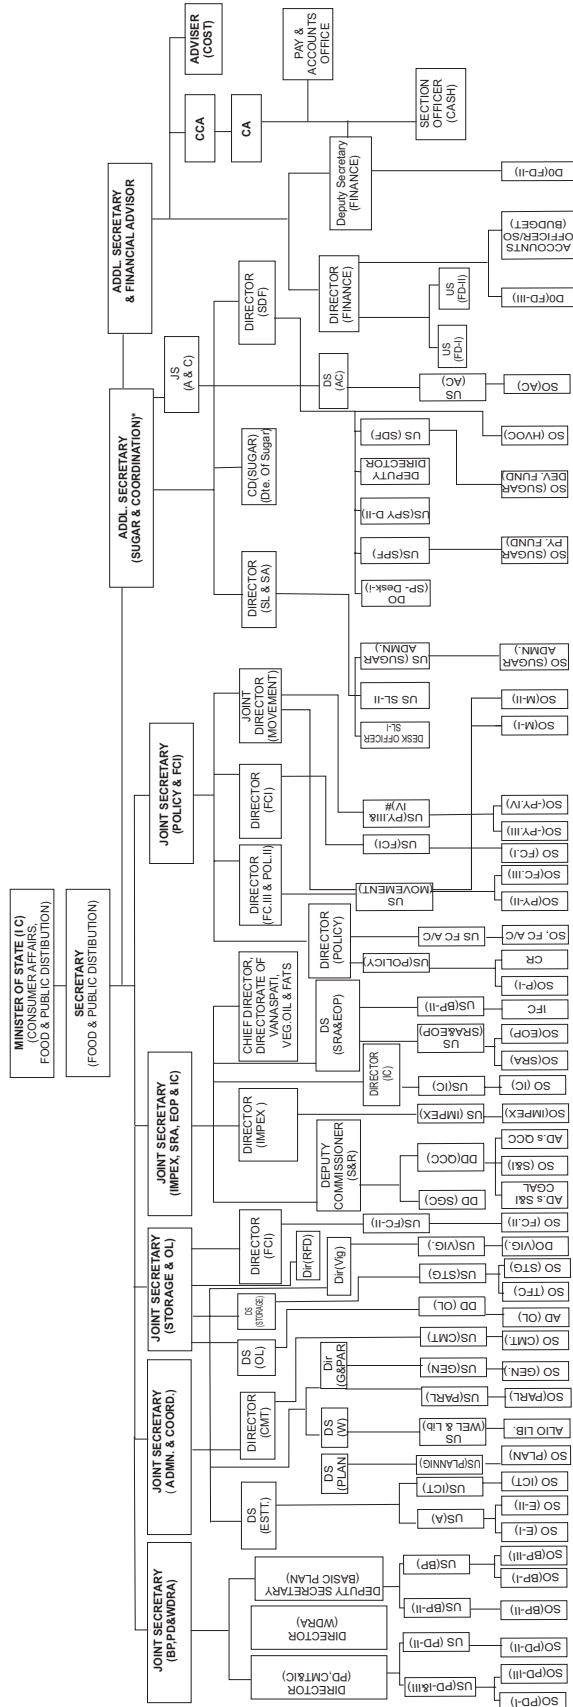 MINISTER OF STATE (I C)
(CONSUMER AFFAIRS,
FOOD & PUBLIC DISTIBUTION)
SECRETARY
(FOOD & PUBLIC DISTRIBUTION)
JOINT SECRETARY
(BP,PD&WDRA)
JOINT SECRETARY
( ADMN. & COORD.)
JOINT SECRETARY
(STORAGE & OL)
JOINT SECRETARY
(IMPEX, SRA, EOP & IC)
JOINT SECRETARY
(POLICY & FCI)
ADDL. SECRETARY
(SUGAR & COORDINATION)*
ADDL. SECRETARY
& FINANCIAL ADVISOR
DIRECTOR
(PD,CMT&IC)
DIRECTOR
(WDRA)
DEPUTY SECRETARY
(BASIC PLAN)
US(PD-I&III)
US (PD-II)
US(BP-II)
US(BP)
SO(PD-I)
SO(PD-III)
SO(PD-II)
SO(BP-II)
SO(BP-I)
SO(BP-III)
DS
(ESTT.)
DIRECTOR
(CMT)
DS
(PLAN
DS
(W)
Dir
(G&PAR
US(A)
US(ICT)
US(PLANNIG)
US
(WEL & Lib)
US(PARL)
US(GEN)
US(CMT)
SO (E-I)
SO (E-II)
SO (ICT)
SO (PLAN)
ALIO LIB.
SO(PARL)
SO (GEN.)
SO (CMT.)
DS
(OL)
DS
(STORAGE)
DIRECTOR
(FCI)
Dir(RFD)
Dir(Vig)
DD (OL)
US(STG)
US(VIG.)
US(FC-II)
AD (OL)
SO (TFC)
SO (STG)
DO(VIG.)
SO (FC.II)
DIRECTOR
(IMPEX )
CHIEF DIRECTOR,
DIRECTORATE OF
VANASPATI,
VEG.OIL & FATS
DEPUTY
COMMISSIONER
(S&R)
DIRECTOR
(IC)
DS
(SRA&EOP)
DD (SGC)
DD(QCC)
US IMPEX)
US(IC)
US
(SRA&EOP)
US(BP-II)
AD.s S&I
CGAL
SO (S&I)
AD.s.QCC
SO(IMPEX)
SO (IC)
SO(SRA)
SO(EOP)
IFC
DIRECTOR
(POLICY)
DIRECTOR
(FC.III & POL.II)
DIRECTOR
(FCI)
JOINT
DIRECTOR
(MOVEMENT)
US(POLICY)
US FC A/C
US
MOVEMENT)
US(FCI)
US(PY.III&
IV)#
SO(P-I)
CR
SO, FC A/C
SO(PY-II)
SO(FC.III)
SO (FC.I)
SO(-PY.III)
SO(-PY.IV)
SO(M-I)
SO(M-II)
DIRECTOR
(SL & SA)
CD(SUGAR)
(Dte. Of Sugar)
JS
(A & C)
DIRECTOR
(SDF)
DESK OFFICER
SL-I
US SL-II
US (SUGAR
ADMN.)
SO (SUGAR
ADMN.)
DO
(SP- Desk-i)
US(SPF)
US(SPY D-II)
DEPUTY
DIRECTOR
US (SDF)
SO (SUGAR
PY. FUND)
SO (SUGAR
DEV. FUND)
SO (HVOC)
DS
(AC)
US
(AC)
SO(AC)
ADVISER
(COST)
CCA
CA
PAY &
ACCOUNTS
OFFICE
SECTION
OFFICER
(CASH)
DIRECTOR
(FINANCE)
Deputy Secretary
(FINANCE)
US
(FD-I)
US
(FD-II)
D0(FD-III)
ACCOUNTS
OFFICER/SO
(BUDGET)
D0(FD-II)